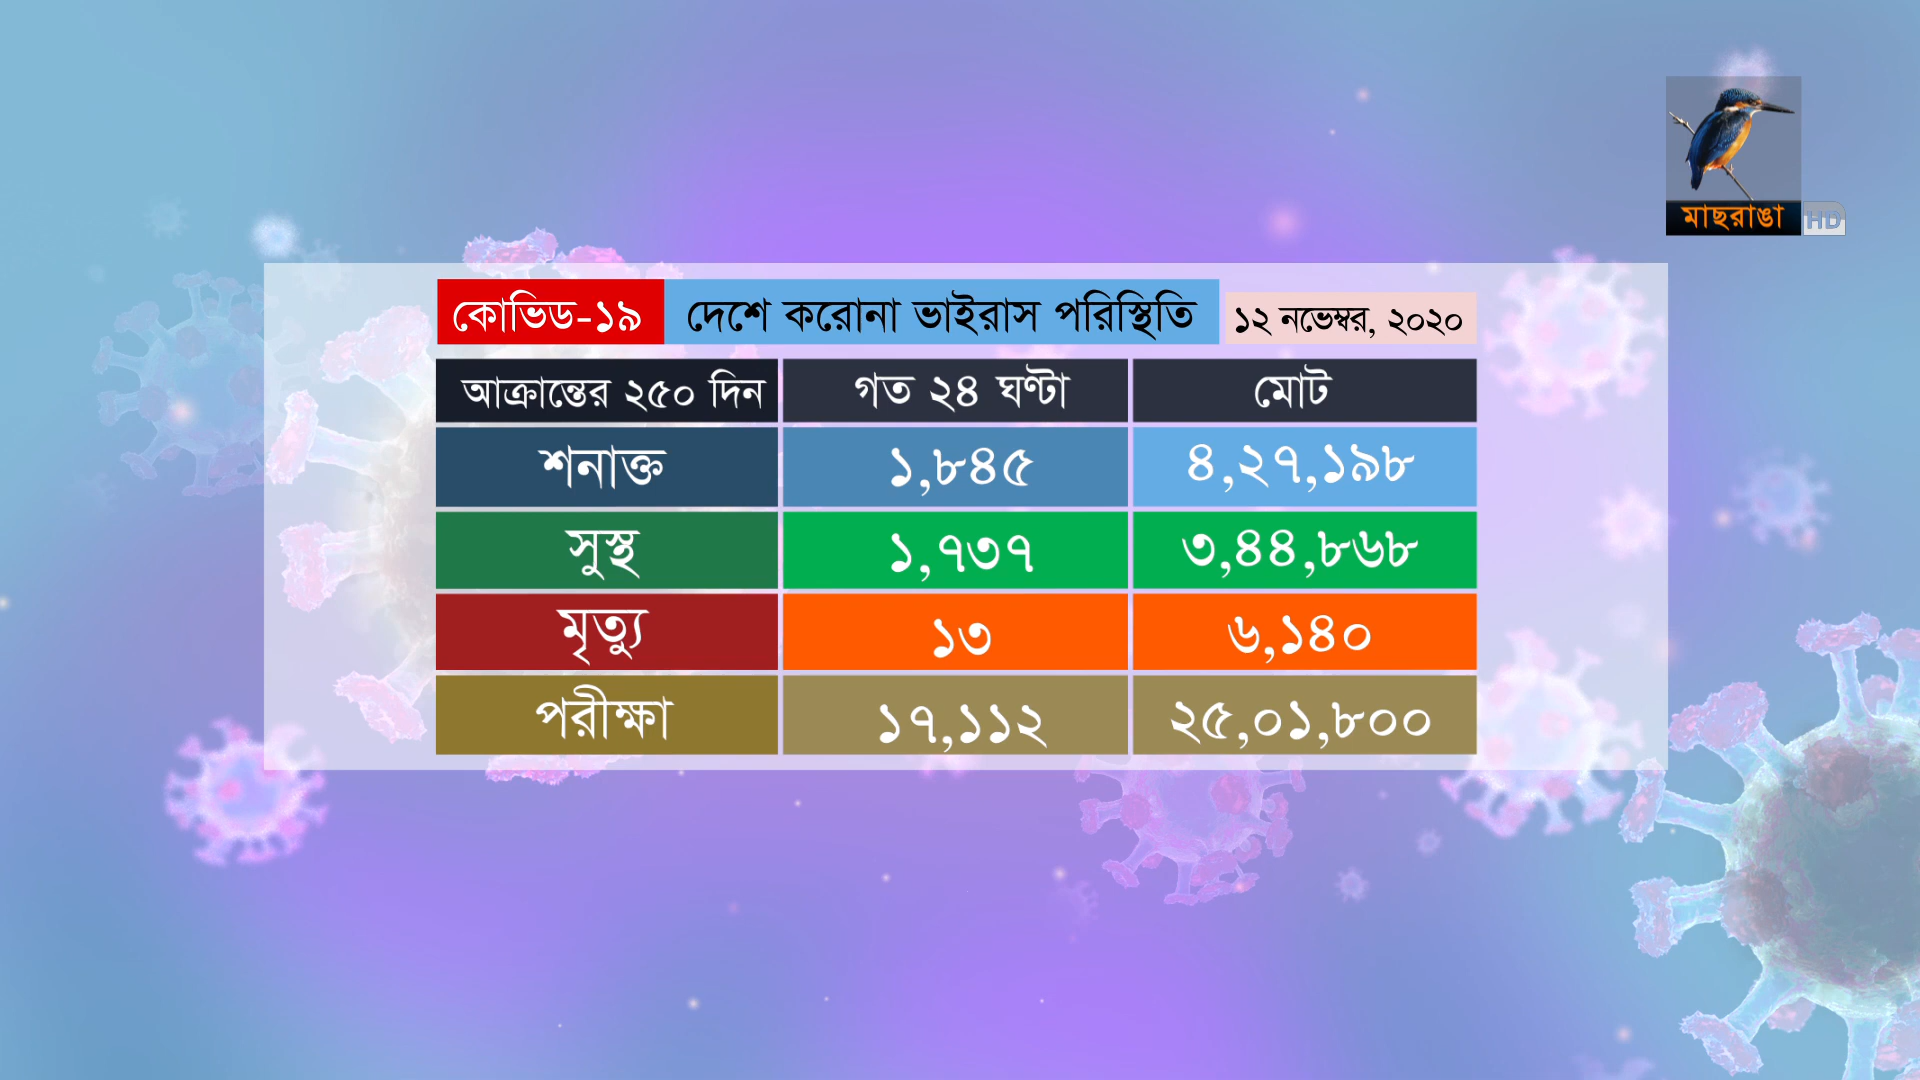 মাছরাঙা HD
কোভিড-১৯ দেশে করোনা ভাইরাস পরিস্থিতি ১২ নভেম্বর, ২০২০
আক্রান্তের ২৫০ দিন গত ২৪ ঘণ্টা মোট
শনাক্ত ১,৮৪৫ ৪,২৭,১৯৮
সুস্থ ১,৭৩৭ ৩,৪৪,৮৬৮
মৃত্যু ১৩ ৬,১৪০
পরীক্ষা ১৭,১১২ ২৫,০১,৮০০